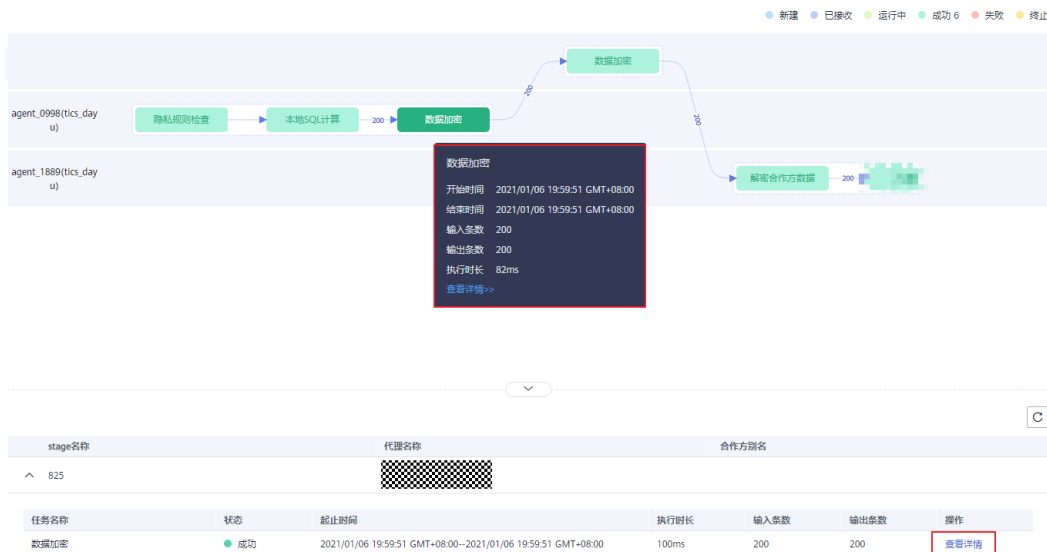 新建 已接收 运行中 成功 6 失败 终止
数据加密
200
agent_0998(tics_day
u)
隐私规则检查 本地SQL计算 200 数据加密
200
agent_1889(tics_day
u)
解密合作方数据 200
数据加密
开始时间 2021/01/06 19:59:51 GMT+08:00
结束时间 2021/01/06 19:59:51 GMT+08:00
输入条数 200
输出条数 200
执行时长 82ms
查看详情>>
stage名称 代理名称 合作方别名
825
任务名称 状态 起止时间 执行时长 输入条数 输出条数 操作
数据加密 成功 2021/01/06 19:59:51 GMT+08:00--2021/01/06 19:59:51 GMT+08:00 100ms 200 200 查看详情